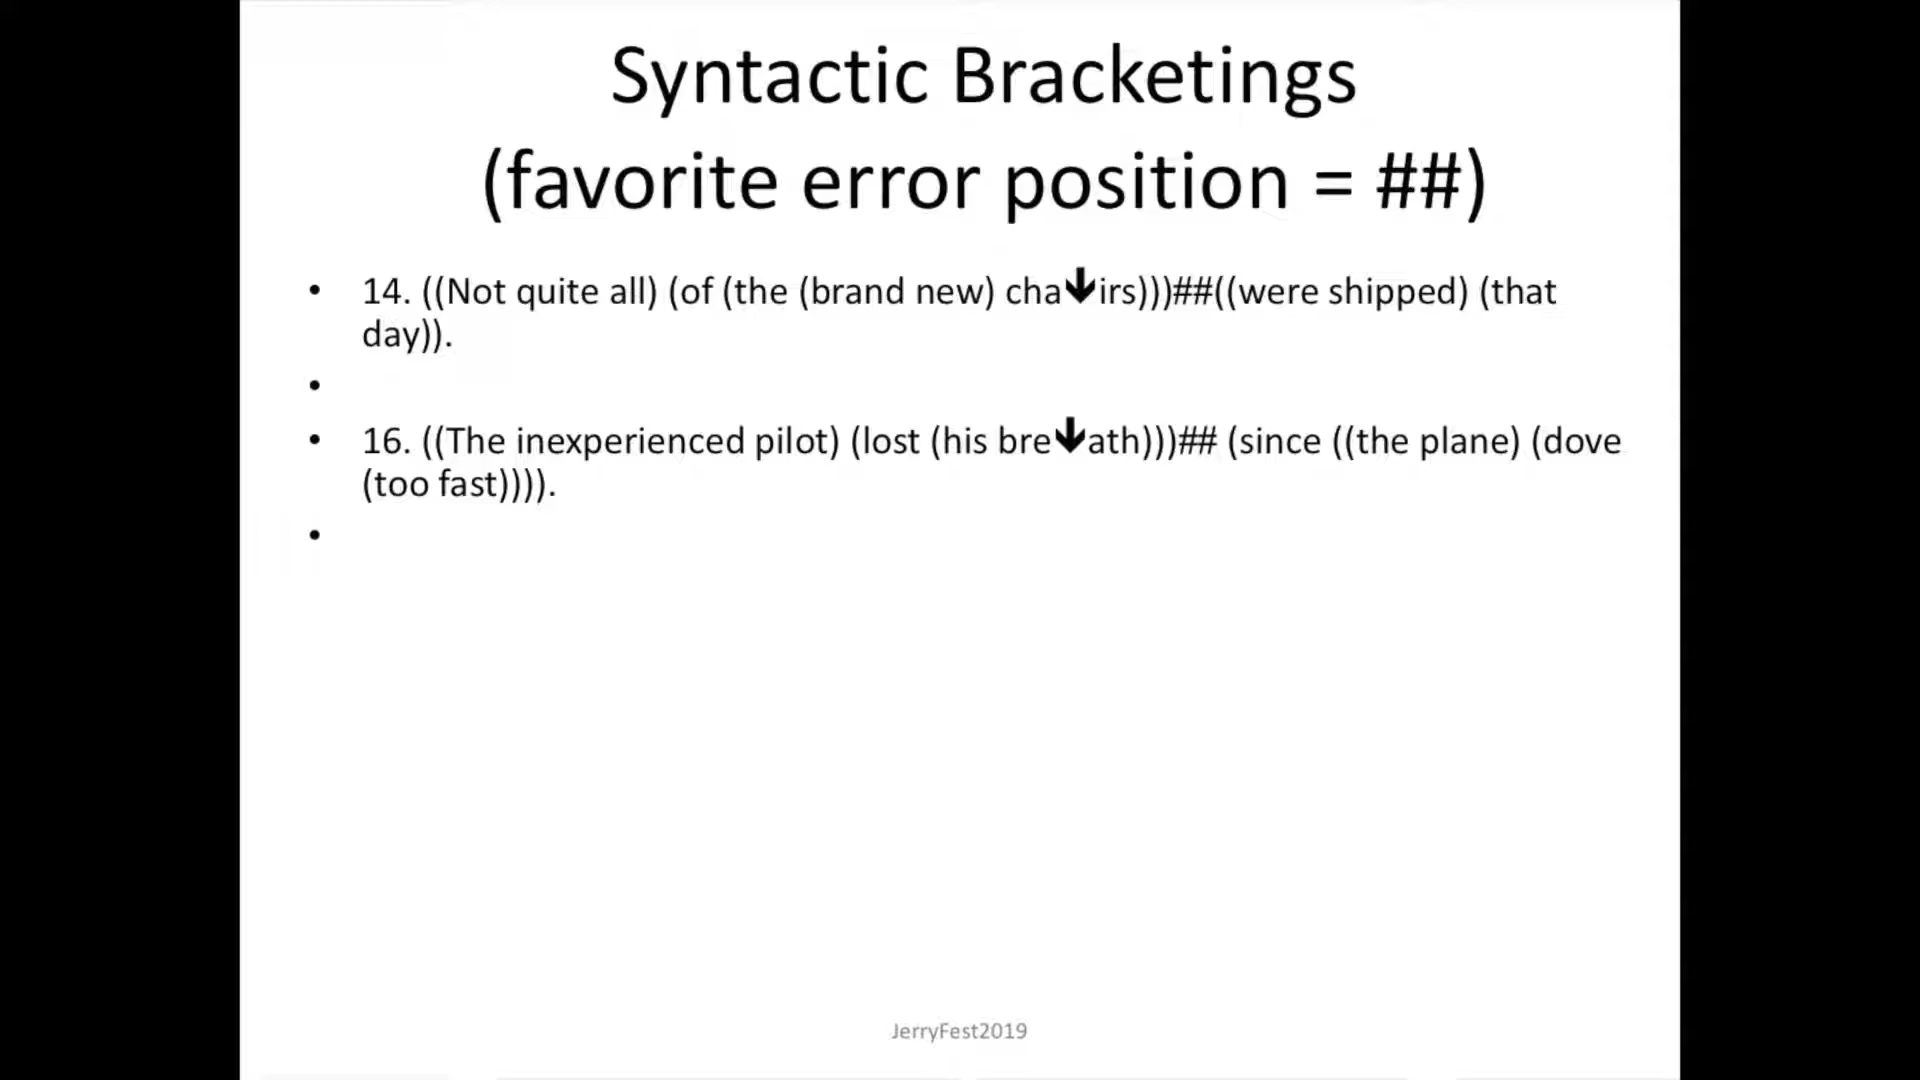 Syntactic Bracketings
(favorite error position = ##)
• 14. ((Not quite all) (of (the (brand new) cha🡇irs)))##((were shipped) (that
day)).
•
• 16. ((The inexperienced pilot) (lost (his bre🡇ath)))## (since ((the plane) (dove
(too fast)))).
•
JerryFest2019